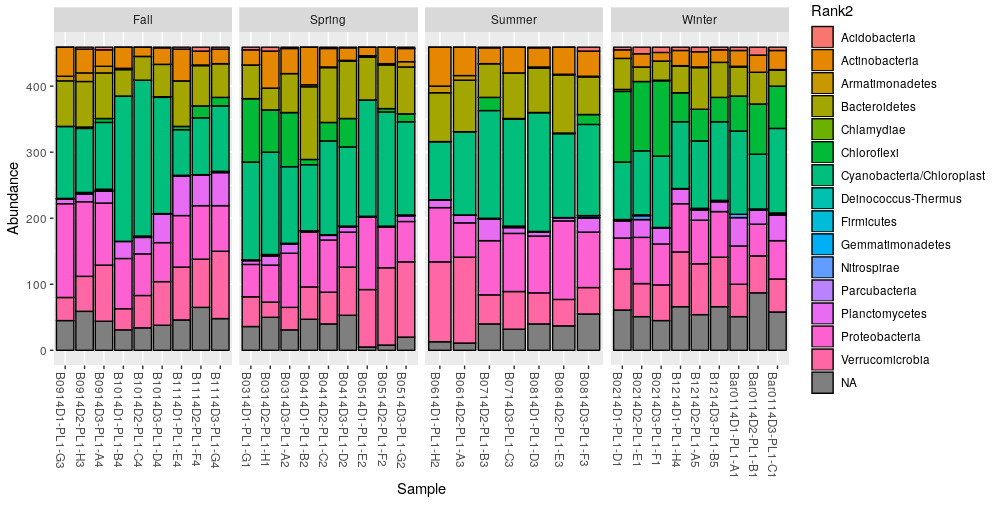 Fall
Spring
Summer
Winter
Abundance
400
300
200
100
0
B0914D1-PL1-G3
B0914D2-PL1-H3
B0914D3-PL1-A4
B1014D1-PL1-B4
B1014D2-PL1-C4
B1014D3-PL1-D4
B1114D1-PL1-E4
B1114D2-PL1-F4
B1114D3-PL1-G4
B0314D1-PL1-G1
B0314D2-PL1-H1
B0314D3-PL1-A2
B0414D1-PL1-B2
B0414D2-PL1-C2
B0414D3-PL1-D2
B0514D1-PL1-E2
B0514D2-PL1-F2
B0514D3-PL1-G2
B0614D1-PL1-H2
B0614D2-PL1-A3
B0714D2-PL1-B3
B0714D3-PL1-C3
B0814D1-PL1-D3
B0814D2-PL1-E3
B0814D3-PL1-F3
B0214D1-PL1-D1
B0214D2-PL1-E1
B0214D3-PL1-F1
B1214D1-PL1-H4
B1214D2-PL1-A5
B1214D3-PL1-B5
Bar0114D1-PL1-A1
Bar0114D2-PL1-B1
Bar0114D3-PL1-C1
Sample
Rank2
Acidobacteria
Actinobacteria
Armatimonadetes
Bacteroidetes
Chlamydiae
Chloroflexi
Cyanobacteria/Chloroplast
Deinococcus-Thermus
Firmicutes
Gemmatimonadetes
Nitrospirae
Parcubacteria
Planctomycetes
Proteobacteria
Verrucomicrobia
NA